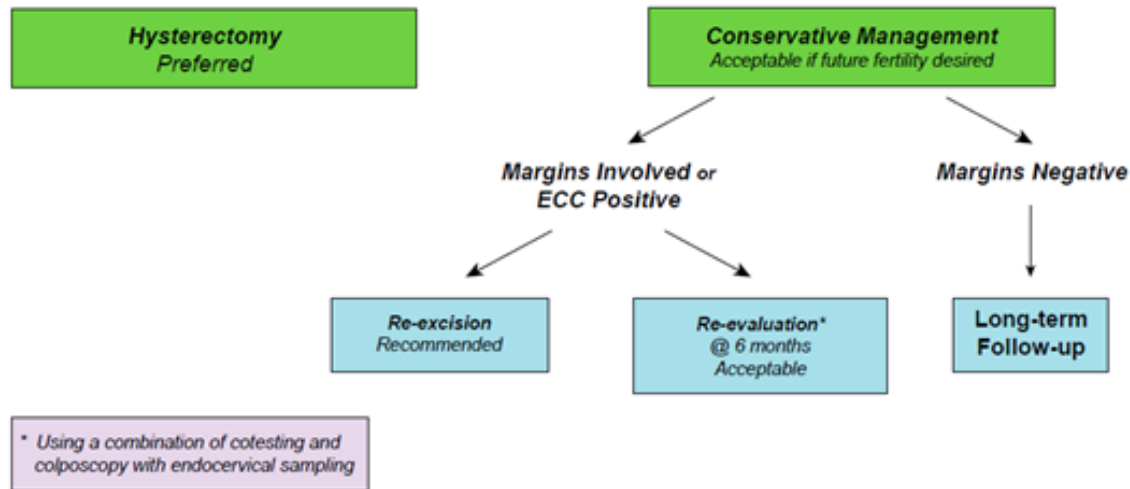 Hysterectomy
Preferred
Conservative Management
Acceptable if future fertility desired
Margins Involved or
ECC Positive
Margins Negative
Re-excision
Recommended
Re-evaluation*
@ 6 months
Acceptable
Long-term
Follow-up
* Using a combination of cotesting and
colposcopy with endocervical sampling